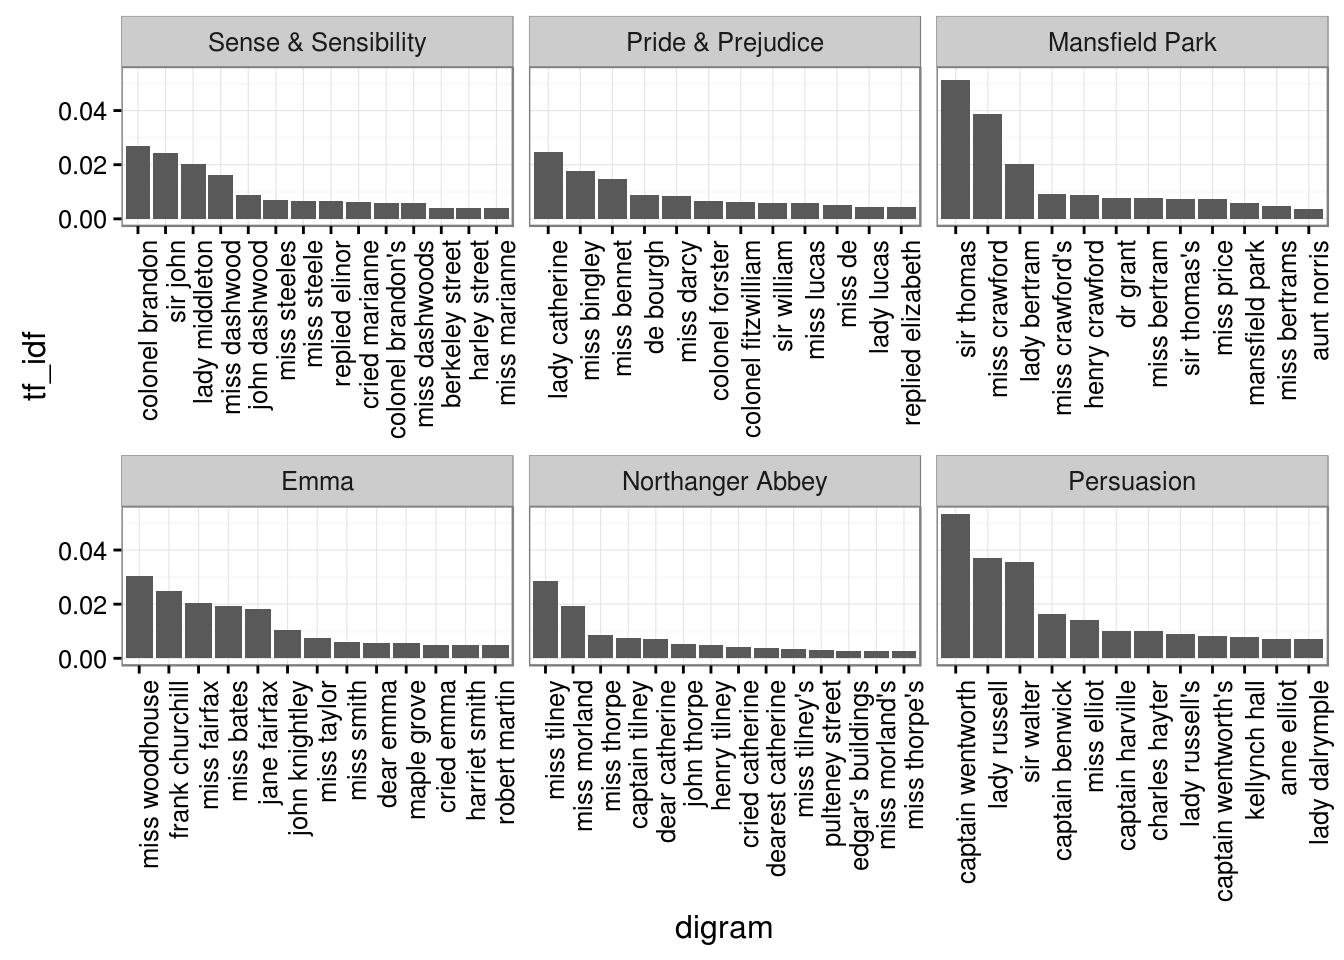 Sense & Sensibility
Pride & Prejudice
Mansfield Park
0.04
0.02
0.00
colonel brandon
sir john
lady middleton
miss dashwood
john dashwood
miss steeles
miss steele
replied elinor
cried marianne
colonel brandon's
miss dashwoods
berkeley street
harley street
miss marianne
lady catherine
miss bingley
miss bennet
de bourgh
miss darcy
colonel forster
colonel fitzwilliam
sir william
miss lucas
miss de
lady lucas
replied elizabeth
sir thomas
miss crawford
lady bertram
miss crawford's
henry crawford
dr grant
miss bertram
sir thomas's
miss price
mansfield park
miss bertrams
aunt norris
tf_idf
Emma
Northanger Abbey
Persuasion
0.04
0.02
0.00
miss woodhouse
frank churchill
miss fairfax
miss bates
jane fairfax
john knightley
miss taylor
miss smith
dear emma
maple grove
cried emma
harriet smith
robert martin
miss tilney
miss morland
miss thorpe
captain tilney
dear catherine
john thorpe
henry tilney
cried catherine
dearest catherine
miss tilney's
pulteney street
edgar's buildings
miss morland's
miss thorpe's
captain wentworth
lady russell
sir walter
captain benwick
miss elliot
captain harville
charles hayter
lady russell's
captain wentworth's
kellynch hall
anne elliot
lady dalrymple
digram